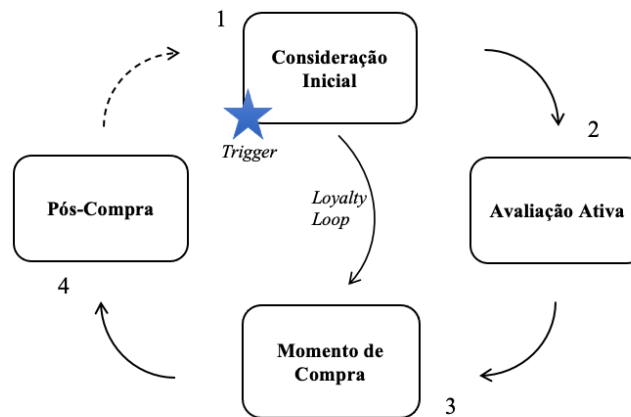 1
Consideração
Inicial
Trigger
2
Avaliação Ativa
Loyalty
Loop
Pós-Compra
4
Momento de
Compra
3